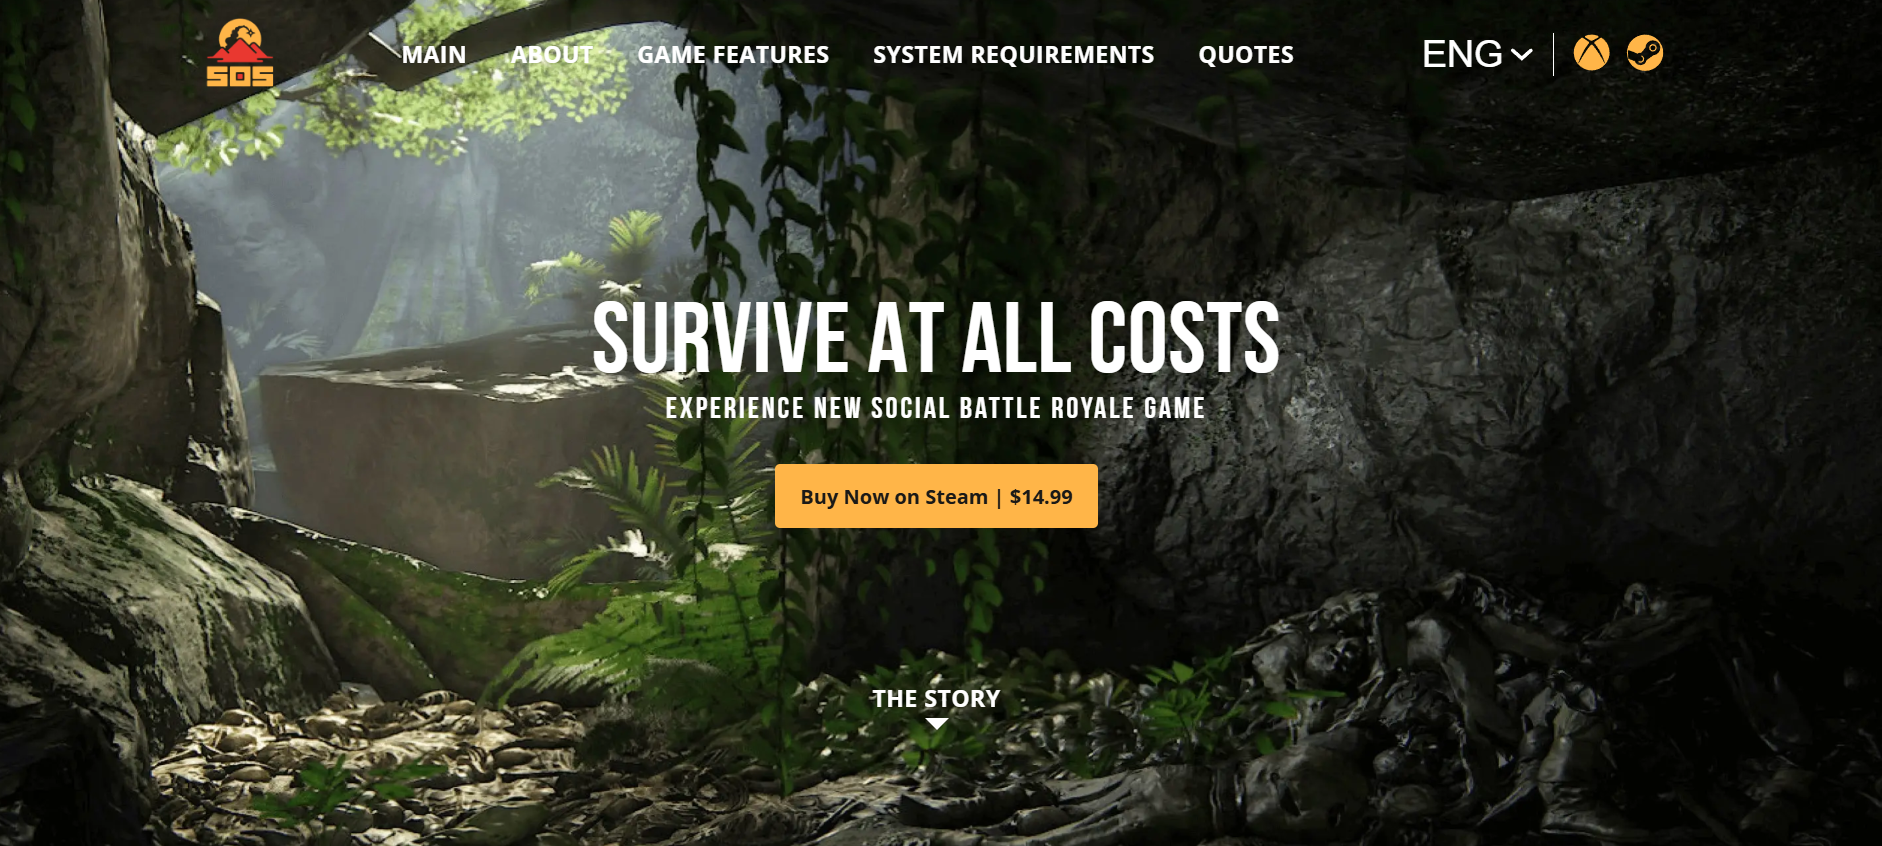 SOS
MAIN ABOUT GAME FEATURES SYSTEM REQUIREMENTS QUOTES ENG
SURVIVE AT ALL COSTS
EXPERIENCE NEW SOCIAL BATTLE ROYALE GAME
Buy Now on Steam | $14.99
THE STORY